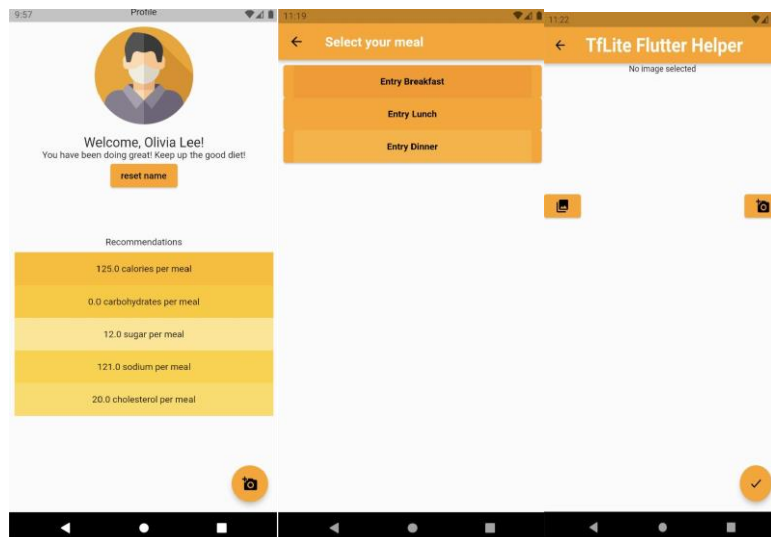 9:57
Profile
Welcome, Olivia Lee!
You have been doing great! Keep up the good diet!
reset name
Recommendations
125.0 calories per meal
0.0 carbohydrates per meal
12.0 sugar per meal
121.0 sodium per meal
20.0 cholesterol per meal
11:19
Select your meal
Entry Breakfast
Entry Lunch
Entry Dinner
11:22
TfLite Flutter Helper
No image selected